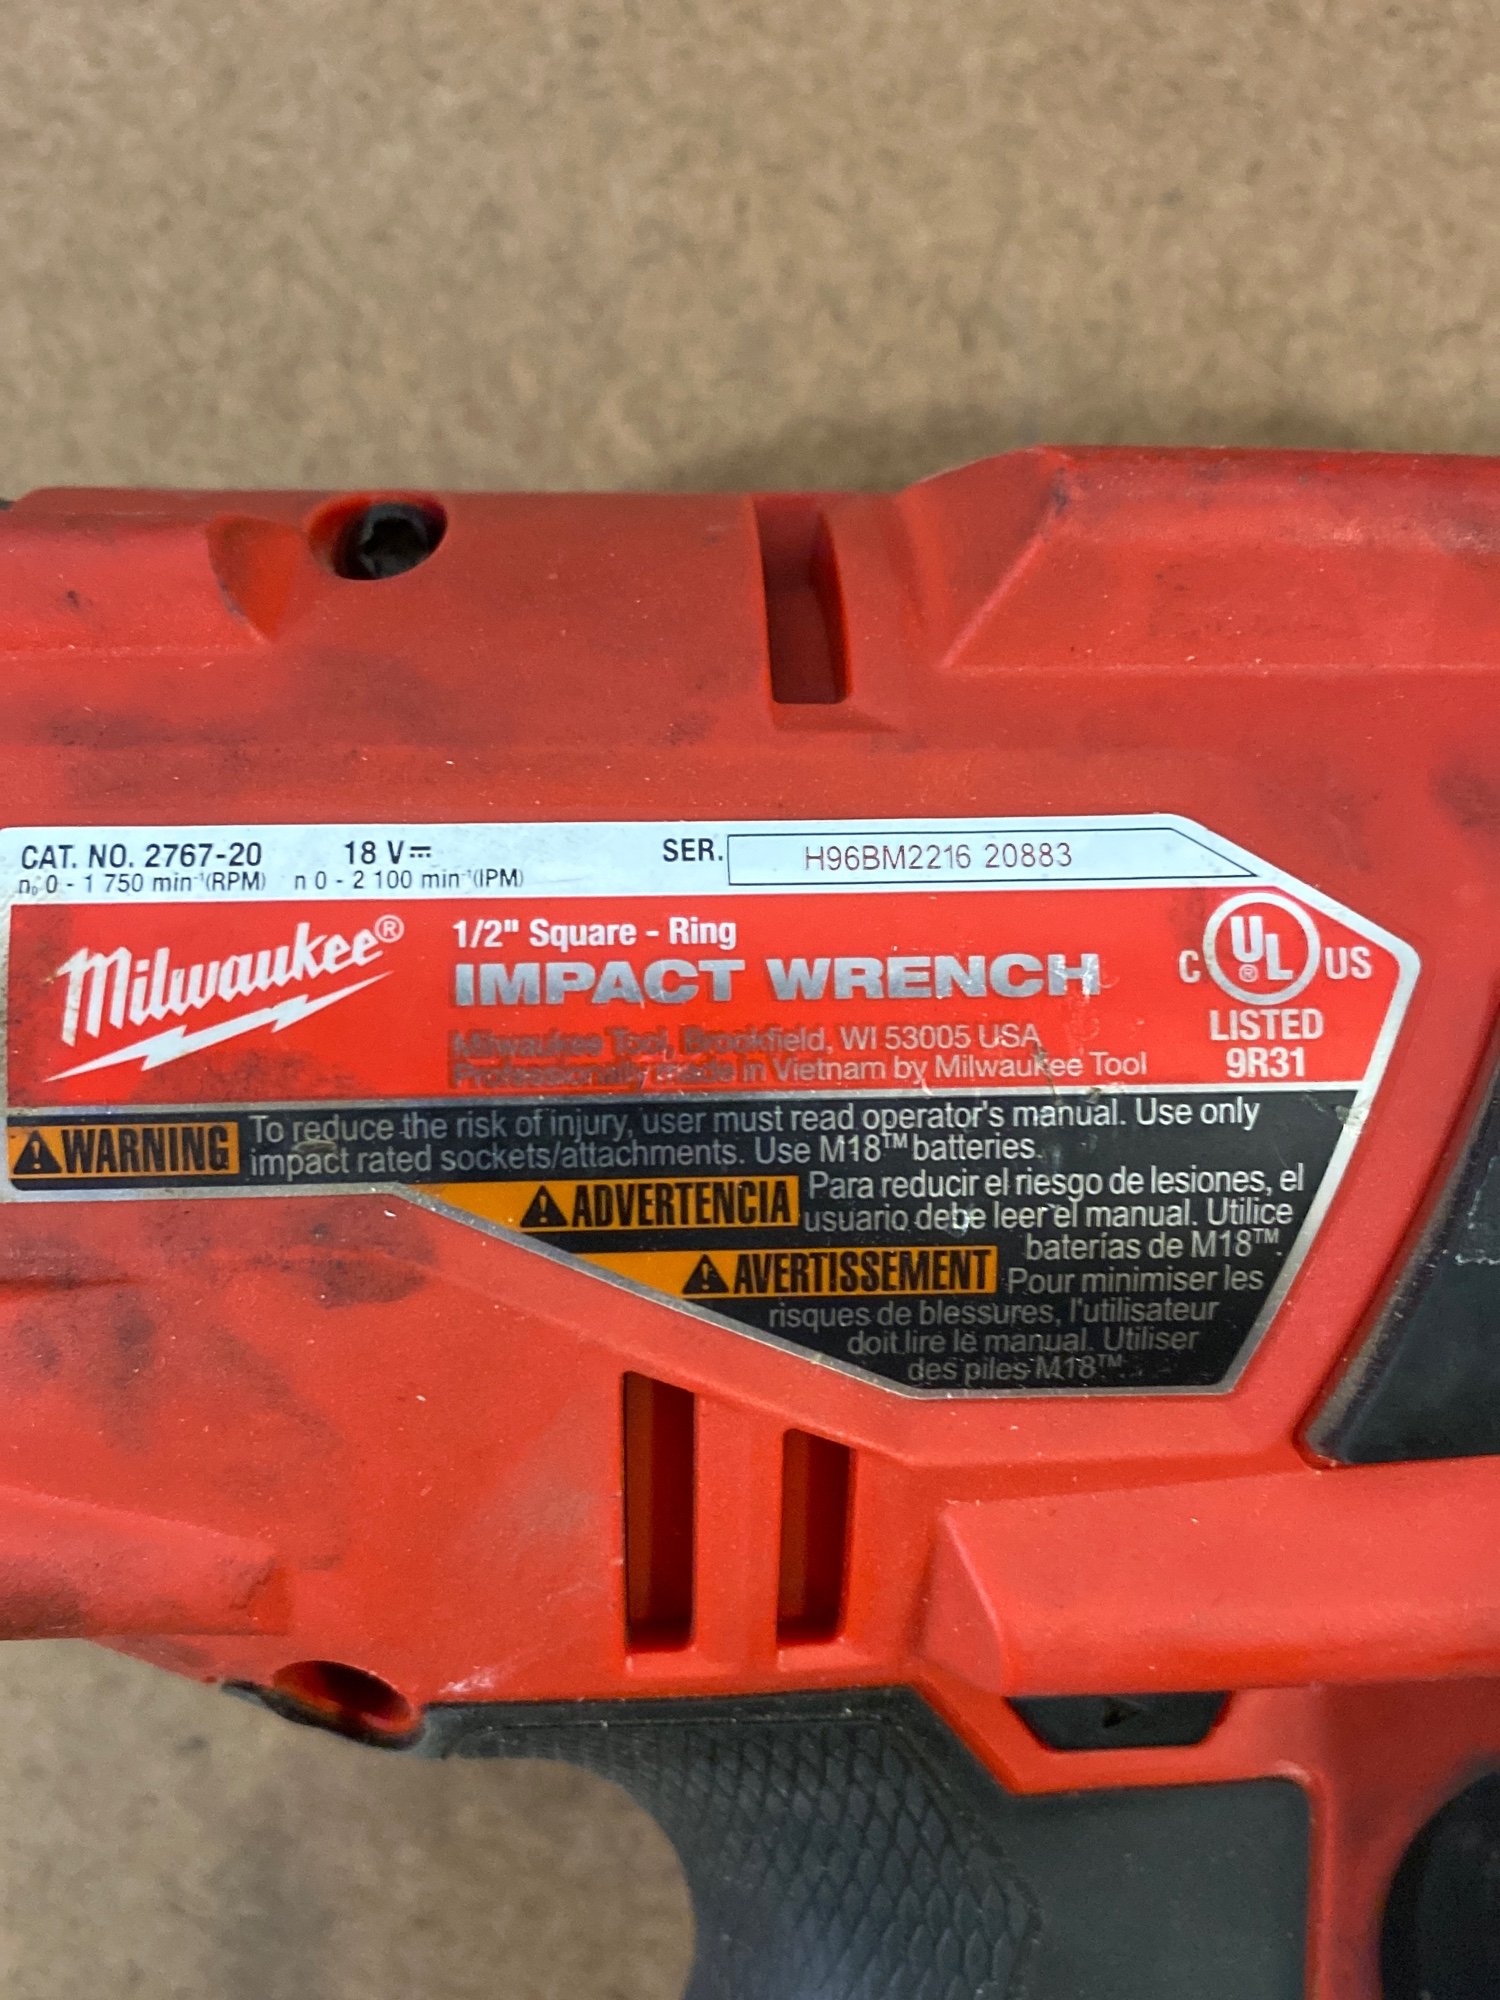 CAT. NO. 2767-20 18 V⎓ SER. H96BM2216 20883
n₀ 0 - 1 750 min⁻¹(RPM) n 0 - 2 100 min⁻¹(IPM)
Milwaukee®
1/2" Square - Ring
IMPACT WRENCH
Milwaukee Tool, Brookfield, WI 53005 USA
Professionally made in Vietnam by Milwaukee Tool
C UL® US
LISTED
9R31
WARNING To reduce the risk of injury, user must read operator's manual. Use only
impact rated sockets/attachments. Use M18™ batteries.
ADVERTENCIA Para reducir el riesgo de lesiones, el
usuario debe leer el manual. Utilice
baterias de M18™.
AVERTISSEMENT Pour minimiser les
risques de blessures, l'utilisateur
doit lire le manual. Utiliser
des piles M18™.